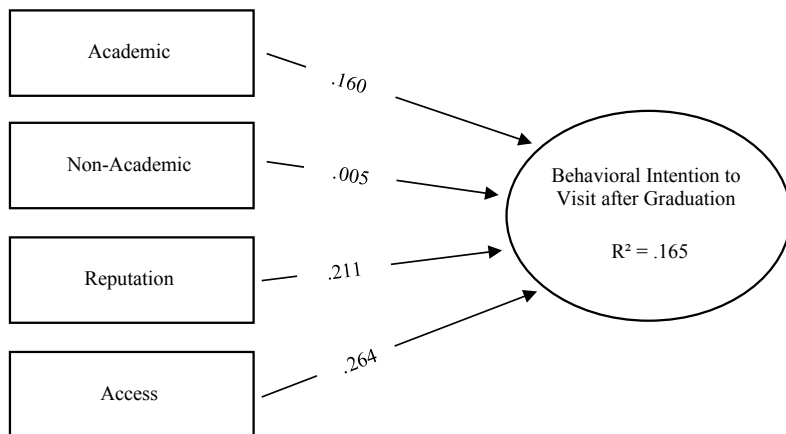 Academic
.160
Non-Academic
.005
Behavioral Intention to
Visit after Graduation
R² = .165
Reputation
.211
Access
.264